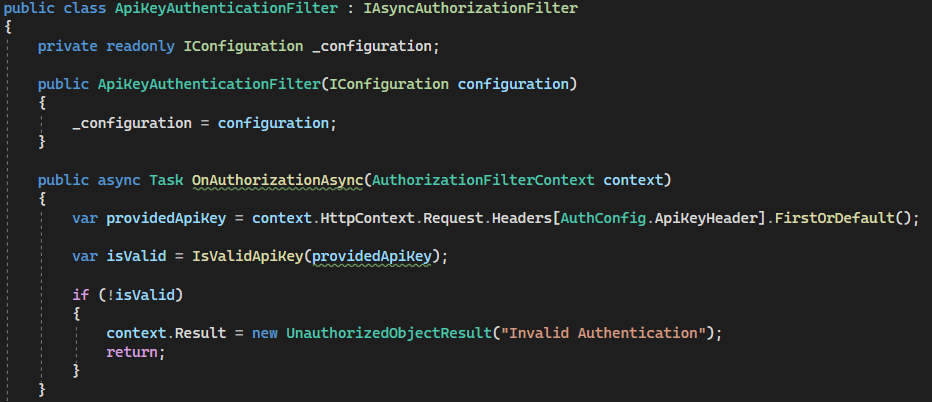 public class ApiKeyAuthenticationFilter : IAsyncAuthorizationFilter
{
    private readonly IConfiguration _configuration;

    public ApiKeyAuthenticationFilter(IConfiguration configuration)
    {
        _configuration = configuration;
    }

    public async Task OnAuthorizationAsync(AuthorizationFilterContext context)
    {
        var providedApiKey = context.HttpContext.Request.Headers[AuthConfig.ApiKeyHeader].FirstOrDefault();

        var isValid = IsValidApiKey(providedApiKey);

        if (!isValid)
        {
            context.Result = new UnauthorizedObjectResult("Invalid Authentication");
            return;
        }
    }